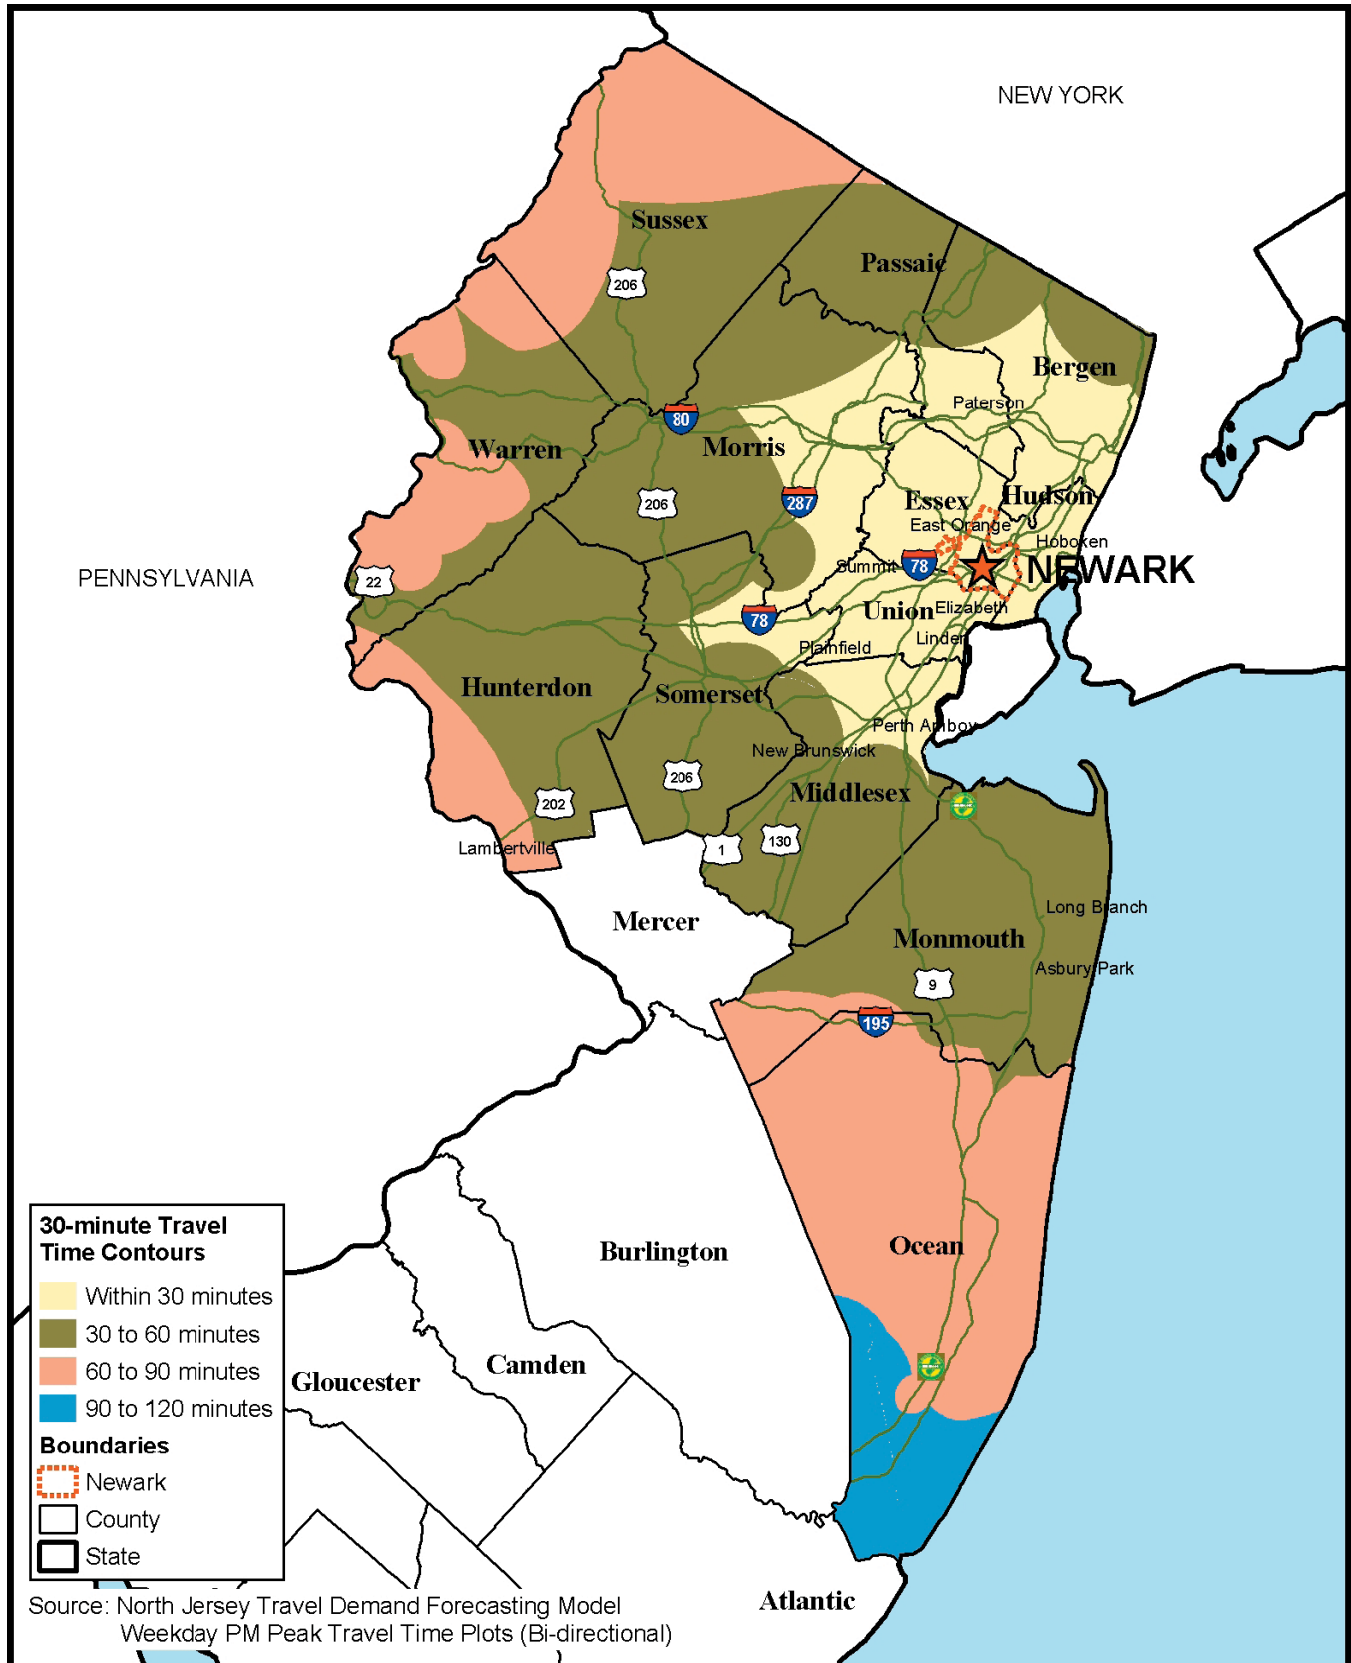 NEW YORK
Sussex
Passaic
206
Bergen
Paterson
80
Warren
Morris
206
287
Essex
Hudson
East Orange
Hoboken
PENNSYLVANIA
22
Summit
78
NEWARK
78
Union
Elizabeth
Linden
Plainfield
Hunterdon
Somerset
Perth Amboy
New Brunswick
206
Middlesex
202
1
130
Lambertville
Mercer
Long Branch
Monmouth
Asbury Park
9
195
30-minute Travel
Time Contours
Within 30 minutes
30 to 60 minutes
60 to 90 minutes
90 to 120 minutes
Boundaries
Newark
County
State
Burlington
Ocean
Camden
Gloucester
Atlantic
Source: North Jersey Travel Demand Forecasting Model
Weekday PM Peak Travel Time Plots (Bi-directional)